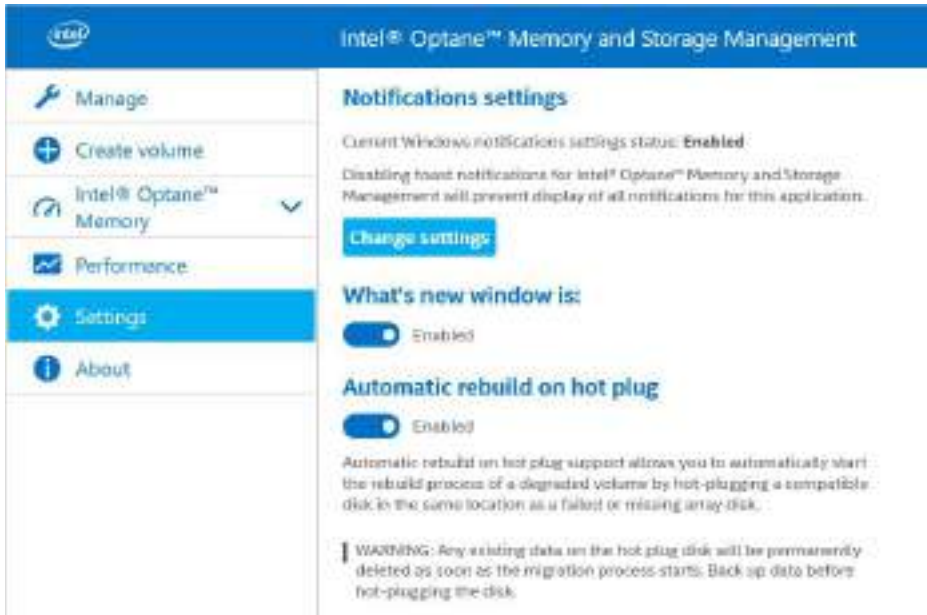 intel
Intel® Optane™ Memory and Storage Management
Manage
Create volume
Intel® Optane™
Memory
Performance
Settings
About
Notifications settings
Current Windows notifications settings status: Enabled
Disabling toast notifications for Intel® Optane™ Memory and Storage
Management will prevent display of all notifications for this application.
Change settings
What's new window is:
Enabled
Automatic rebuild on hot plug
Enabled
Automatic rebuild on hot plug support allows you to automatically start
the rebuild process of a degraded volume by hot-plugging a compatible
disk in the same location as a failed or missing array disk.
WARNING: Any existing data on the hot plug disk will be permanently
deleted as soon as the migration process starts. Back up data before
hot-plugging the disk.